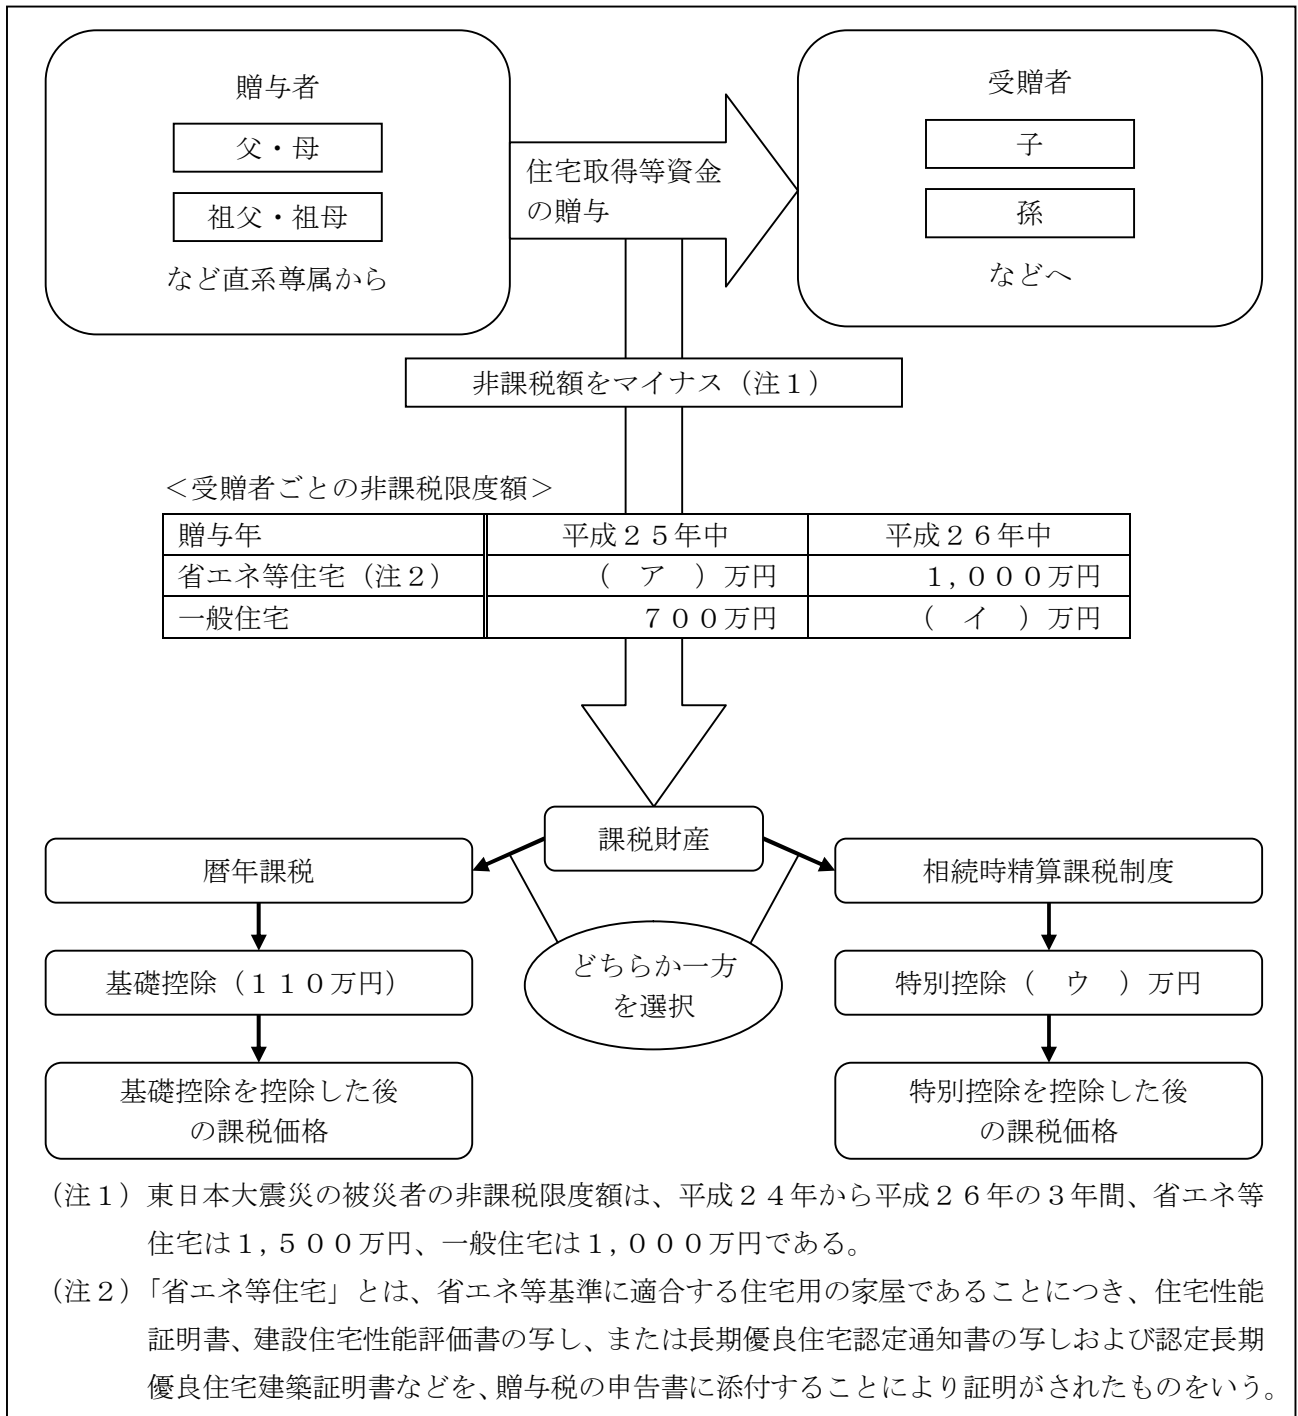 贈与者
父・母
祖父・祖母
など直系尊属から
住宅取得等資金
の贈与
受贈者
子
孫
などへ
非課税額をマイナス（注１）
＜受贈者ごとの非課税限度額＞
贈与年 平成２５年中 平成２６年中
省エネ等住宅（注２） （　ア　）万円 １，０００万円
一般住宅 ７００万円 （　イ　）万円
課税財産
暦年課税
相続時精算課税制度
どちらか一方
を選択
基礎控除（１１０万円）
特別控除（　ウ　）万円
基礎控除を控除した後
の課税価格
特別控除を控除した後
の課税価格
（注１）東日本大震災の被災者の非課税限度額は、平成２４年から平成２６年の３年間、省エネ等
住宅は１，５００万円、一般住宅は１，０００万円である。
（注２）「省エネ等住宅」とは、省エネ等基準に適合する住宅用の家屋であることにつき、住宅性能
証明書、建設住宅性能評価書の写し、または長期優良住宅認定通知書の写しおよび認定長期
優良住宅建築証明書などを、贈与税の申告書に添付することにより証明がされたものをいう。